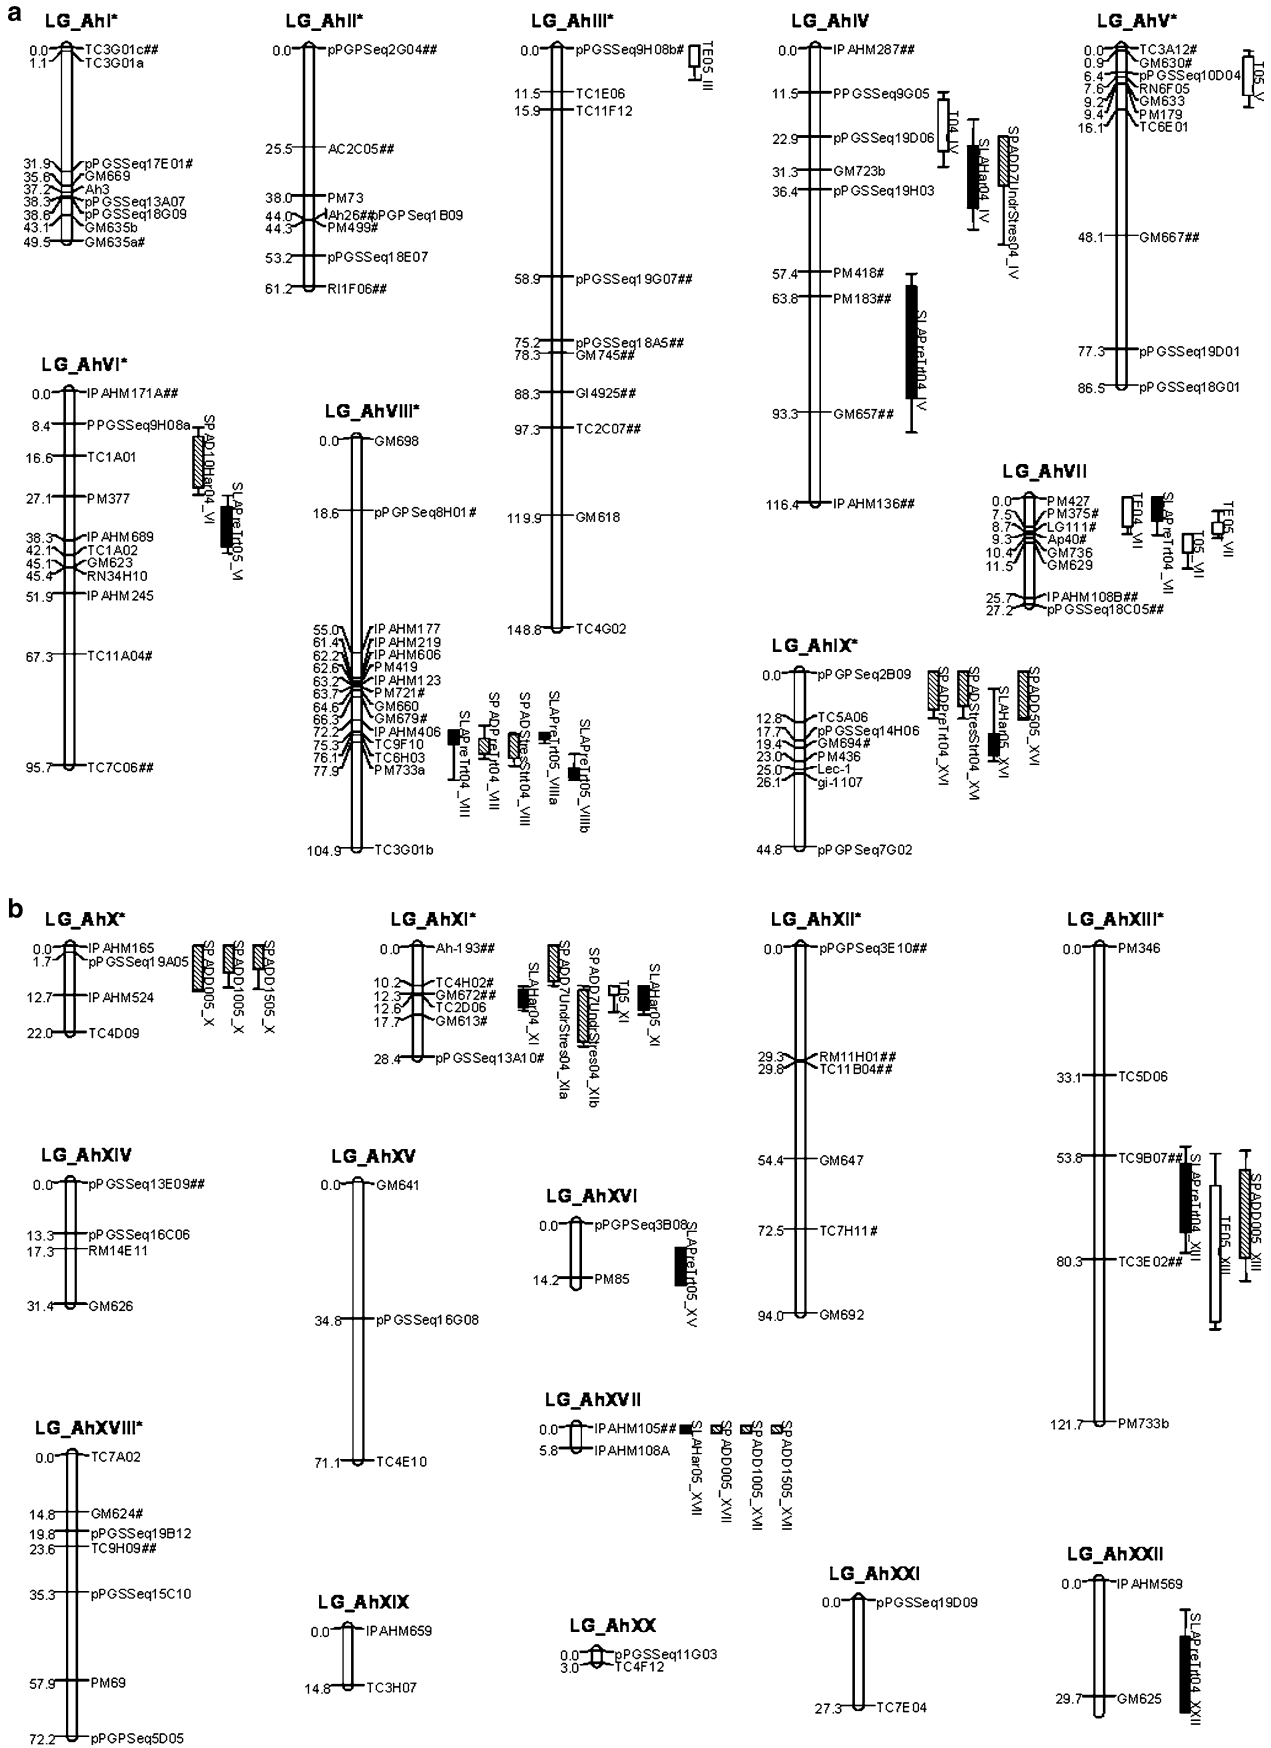 a
LG_AhI*
0.0 TC3G01c##
1.1 TC3G01a
31.9 pPGSSeq17E01#
35.8 GM669
37.2 Ah3
38.3 pPGSSeq13A07
38.6 pPGSSeq18G09
43.1 GM635b
49.5 GM635a#
LG_AhII*
0.0 pPGPSeq2G04##
25.5 AC2C05##
38.0 PM73
44.0 Ah26## pPGPSeq1B09
44.3 PM499#
53.2 pPGSSeq18E07
61.2 RI1F06##
LG_AhIII*
0.0 pPGSSeq9H08b#
11.5 TC1E06
15.9 TC11F12
58.9 pPGSSeq19G07##
75.2 pPGSSeq18A5##
78.3 GM745##
88.3 GI4925##
97.3 TC2C07##
119.9 GM618
148.8 TC4G02
TE05_III
LG_AhIV
0.0 IPAHM287##
11.5 PPGSSeq9G05
22.9 pPGSSeq19D06
31.3 GM723b
36.4 pPGSSeq19H03
57.4 PM418#
63.8 PM183##
93.3 GM657##
116.4 IPAHM136##
T04_IV
SLAHar04_IV
SPADD7UndrStres04_IV
SLAPreTrt04_IV
LG_AhV*
0.0 TC3A12#
0.9 GM630#
6.4 pPGSSeq10D04
7.6 RN6F05
9.2 GM633
9.4 PM179
16.1 TC6E01
48.1 GM667##
77.3 pPGSSeq19D01
86.5 pPGSSeq18G01
T05_V
LG_AhVI*
0.0 IPAHM171A##
8.4 PPGSSeq9H08a
16.6 TC1A01
27.1 PM377
38.3 IPAHM689
42.1 TC1A02
45.1 GM623
45.4 RN34H10
51.9 IPAHM245
67.3 TC11A04#
95.7 TC7C06##
SPAD10Har04_VI
SLAPreTrt05_VI
LG_AhVIII*
0.0 GM698
18.6 pPGPSeq8H01#
55.0 IPAHM177
61.4 IPAHM219
62.2 IPAHM606
62.6 PM419
63.2 IPAHM123
63.7 PM721#
64.6 GM660
66.3 GM679#
72.2 IPAHM406
75.3 TC9F10
76.1 TC6H03
77.9 PM733a
104.9 TC3G01b
SLAPreTrt04_VIII
SPADPreTrt04_VIII
SPADStresStrt04_VIII
SLAPreTrt05_VIIIa
SLAPreTrt05_VIIIb
LG_AhVII
0.0 PM427
7.5 PM375#
8.7 LG111#
9.3 Ap40#
10.4 GM736
11.5 GM629
25.7 IPAHM108B##
27.2 pPGSSeq18C05##
TE04_VII
SLAPreTrt04_VII
T05_VII
TE05_VII
LG_AhIX*
0.0 pPGPSeq2B09
12.8 TC5A06
17.7 pPGSSeq14H06
19.4 GM694#
23.0 PM436
25.0 Lec-1
26.1 gi-1107
44.8 pPGPSeq7G02
SPADPreTrt04_XVI
SPADStresStrt04_XVI
SLAHar05_XVI
SPADD505_XVI
b
LG_AhX*
0.0 IPAHM165
1.7 pPGSSeq19A05
12.7 IPAHM524
22.0 TC4D09
SPADD005_X
SPADD1005_X
SPADD1505_X
LG_AhXI*
0.0 Ah-193##
10.2 TC4H02#
12.3 GM672##
12.6 TC2D06
17.7 GM613#
28.4 pPGSSeq13A10#
SLAHar04_XI
SPADD7UndrStres04_XIa
SPADD7UndrStres04_XIb
T05_XI
SLAHar05_XI
LG_AhXII*
0.0 pPGPSeq3E10##
29.3 RM11H01##
29.8 TC11B04##
54.4 GM647
72.5 TC7H11#
94.0 GM692
LG_AhXIII*
0.0 PM346
33.1 TC5D06
53.8 TC9B07##
80.3 TC3E02##
121.7 PM733b
SLAPreTrt04_XIII
TE05_XIII
SPADD005_XIII
LG_AhXIV
0.0 pPGSSeq13E09##
13.3 pPGSSeq16C06
17.3 RM14E11
31.4 GM626
LG_AhXV
0.0 GM641
34.8 pPGSSeq16G08
71.1 TC4E10
LG_AhXVI
0.0 pPGPSeq3B08
14.2 PM85
SLAPreTrt05_XV
LG_AhXVII
0.0 IPAHM105##
5.8 IPAHM108A
SLAHar05_XVII
SPADD005_XVII
SPADD1005_XVII
SPADD1505_XVII
LG_AhXVIII*
0.0 TC7A02
14.8 GM624#
19.8 pPGSSeq19B12
23.6 TC9H09##
35.3 pPGSSeq15C10
57.9 PM69
72.2 pPGPSeq5D05
LG_AhXIX
0.0 IPAHM659
14.8 TC3H07
LG_AhXX
0.0 pPGSSeq11G03
3.0 TC4F12
LG_AhXXI
0.0 pPGSSeq19D09
27.3 TC7E04
LG_AhXXII
0.0 IPAHM569
29.7 GM625
SLAPreTrt04_XXII